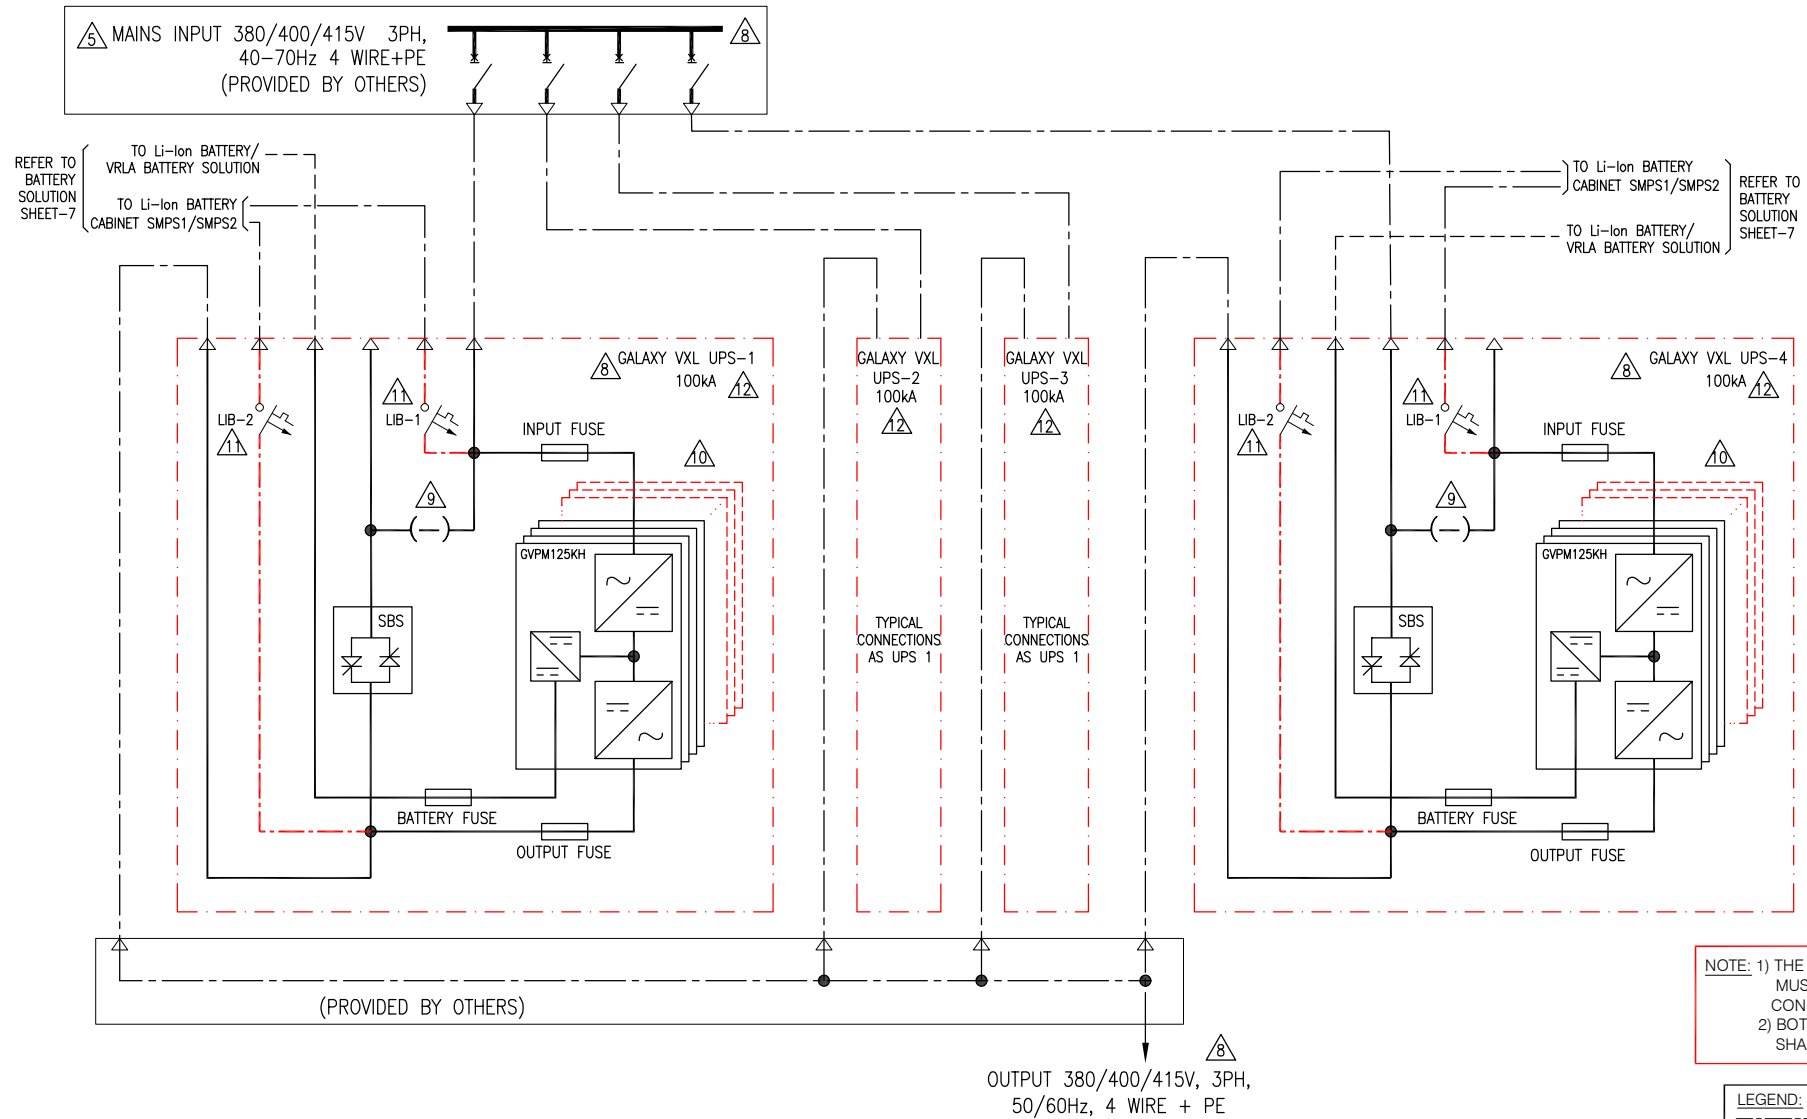 5 MAINS INPUT 380/400/415V 3PH, 8
40-70Hz 4 WIRE+PE
(PROVIDED BY OTHERS)
REFER TO
BATTERY
SOLUTION
SHEET-7
TO Li-Ion BATTERY/
VRLA BATTERY SOLUTION
TO Li-Ion BATTERY
CABINET SMPS1/SMPS2
TO Li-Ion BATTERY
CABINET SMPS1/SMPS2
TO Li-Ion BATTERY/
VRLA BATTERY SOLUTION
REFER TO
BATTERY
SOLUTION
SHEET-7
8 GALAXY VXL UPS-1
100kA 12
LIB-2
11
11
LIB-1
INPUT FUSE
10
9
GVPM125KH
SBS
BATTERY FUSE
OUTPUT FUSE
GALAXY VXL
UPS-2
100kA
12
TYPICAL
CONNECTIONS
AS UPS 1
GALAXY VXL
UPS-3
100kA
12
TYPICAL
CONNECTIONS
AS UPS 1
8 GALAXY VXL UPS-4
100kA 12
LIB-2
11
11
LIB-1
INPUT FUSE
10
9
GVPM125KH
SBS
BATTERY FUSE
OUTPUT FUSE
(PROVIDED BY OTHERS)
8
OUTPUT 380/400/415V, 3PH,
50/60Hz, 4 WIRE + PE
NOTE: 1) THE
MUS
CON
2) BOT
SHA
LEGEND: